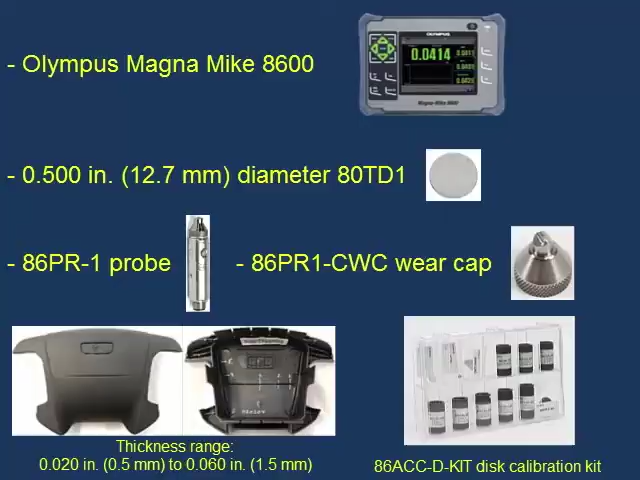 OLYMPUS
0.0414
- Olympus Magna Mike 8600
- 0.500 in. (12.7 mm) diameter 80TD1
- 86PR-1 probe
- 86PR1-CWC wear cap
Thickness range:
0.020 in. (0.5 mm) to 0.060 in. (1.5 mm)
86ACC-D-KIT disk calibration kit